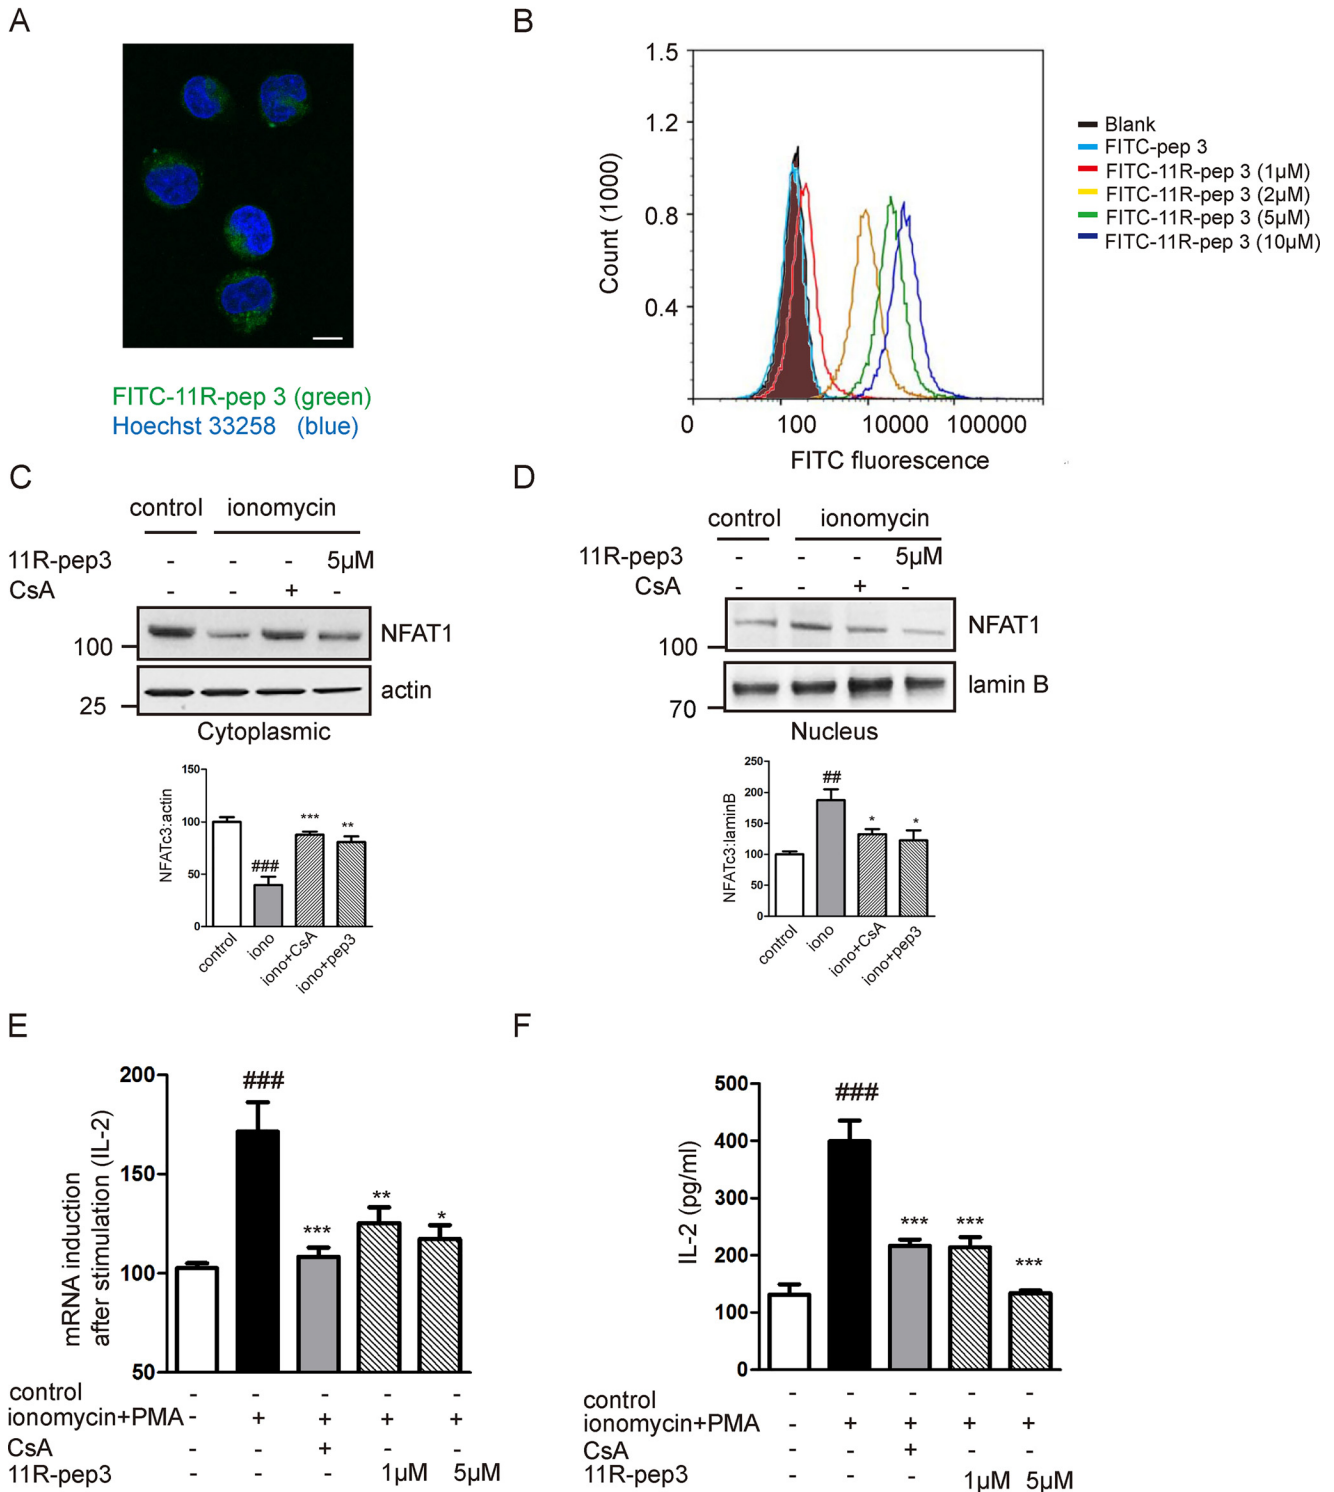 A
FITC-11R-pep 3 (green)
Hoechst 33258 (blue)
B
1.5
1.2
0.8
0.4
Count (1000)
0 100 10000 100000
FITC fluorescence
Blank
FITC-pep 3
FITC-11R-pep 3 (1μM)
FITC-11R-pep 3 (2μM)
FITC-11R-pep 3 (5μM)
FITC-11R-pep 3 (10μM)
C
control ionomycin
11R-pep3 - - - 5μM
CsA - - + -
100
NFAT1
25
actin
Cytoplasmic
NFATc3:actin
150
100
50
0
###
***
**
control iono iono+CsA iono+pep3
D
control ionomycin
11R-pep3 - - - 5μM
CsA - - + -
100
NFAT1
70
lamin B
Nucleus
NFATc3:laminB
250
200
150
100
50
0
##
*
*
control iono iono+CsA iono+pep3
E
mRNA induction
after stimulation (IL-2)
200
150
100
50
###
***
**
*
control - - - - -
ionomycin+PMA - + + + +
CsA - - + - -
11R-pep3 - - - 1μM 5μM
F
IL-2 (pg/ml)
500
400
300
200
100
0
###
***
***
***
control - - - - -
ionomycin+PMA - + + + +
CsA - - + - -
11R-pep3 - - - 1μM 5μM